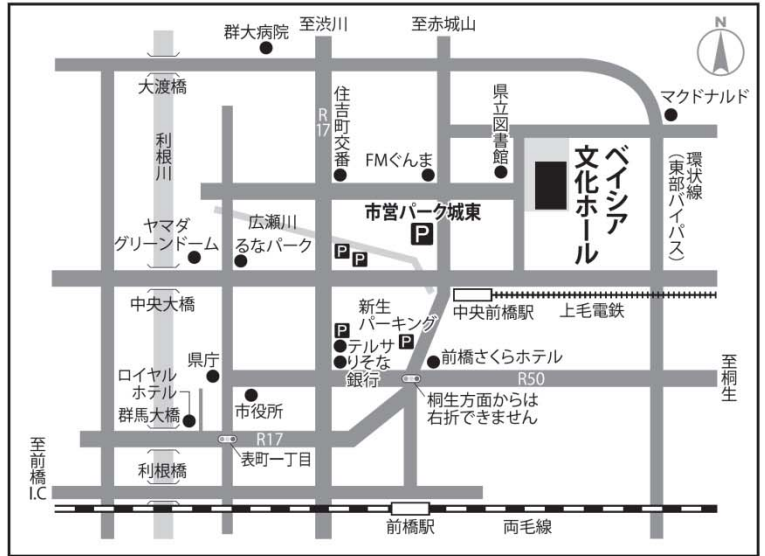 N
至渋川
至赤城山
群大病院
大渡橋
利根川
R17
住吉町交番
FMぐんま
県立図書館
マクドナルド
ベイシア
文化ホール
環状線
(東部バイパス)
ヤマダ
グリーンドーム
広瀬川
るなパーク
市営パーク城東
P
P
P
中央大橋
中央前橋駅
上毛電鉄
新生
パーキング
P
P
テルサ
りそな
銀行
前橋さくらホテル
県庁
ロイヤル
ホテル
群馬大橋
市役所
R50
至桐生
桐生方面からは
右折できません
R17
表町一丁目
至前橋I.C
利根橋
前橋駅
両毛線